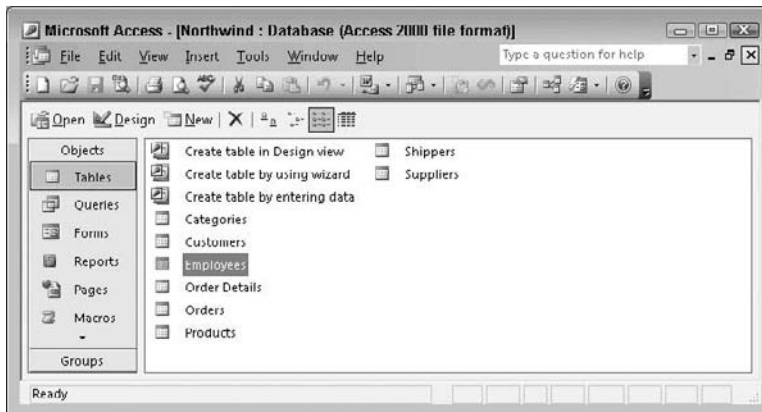 Microsoft Access - [Northwind : Database (Access 2000 file format)]
File Edit View Insert Tools Window Help Type a question for help
Open Design New
Objects
Tables
Queries
Forms
Reports
Pages
Macros
Groups
Create table in Design view
Create table by using wizard
Create table by entering data
Categories
Customers
Employees
Order Details
Orders
Products
Shippers
Suppliers
Ready